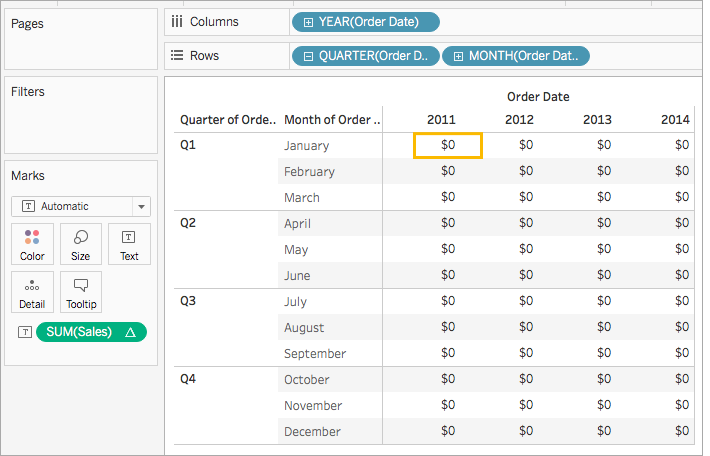 Pages
Columns YEAR(Order Date)
Rows QUARTER(Order D.. MONTH(Order Dat..
Filters
Marks
Automatic
Color Size Text
Detail Tooltip
SUM(Sales)
Order Date
Quarter of Orde.. Month of Order .. 2011 2012 2013 2014
Q1 January $0 $0 $0 $0
February $0 $0 $0 $0
March $0 $0 $0 $0
Q2 April $0 $0 $0 $0
May $0 $0 $0 $0
June $0 $0 $0 $0
Q3 July $0 $0 $0 $0
August $0 $0 $0 $0
September $0 $0 $0 $0
Q4 October $0 $0 $0 $0
November $0 $0 $0 $0
December $0 $0 $0 $0